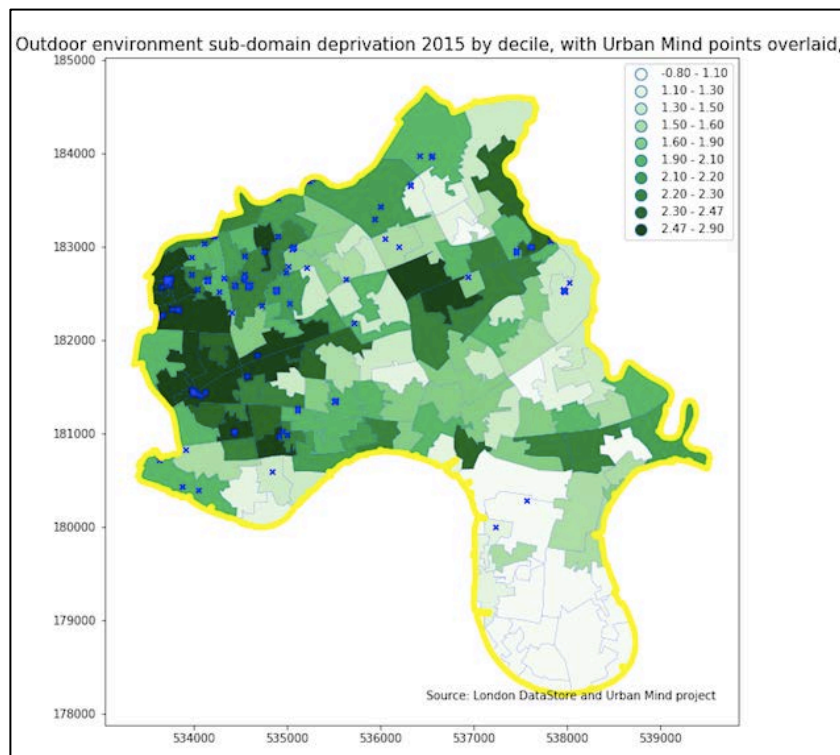 Outdoor environment sub-domain deprivation 2015 by decile, with Urban Mind points overlaid,
185000
184000
183000
182000
181000
180000
179000
178000
-0.80 - 1.10
1.10 - 1.30
1.30 - 1.50
1.50 - 1.60
1.60 - 1.90
1.90 - 2.10
2.10 - 2.20
2.20 - 2.30
2.30 - 2.47
2.47 - 2.90
Source: London DataStore and Urban Mind project
534000 535000 536000 537000 538000 539000